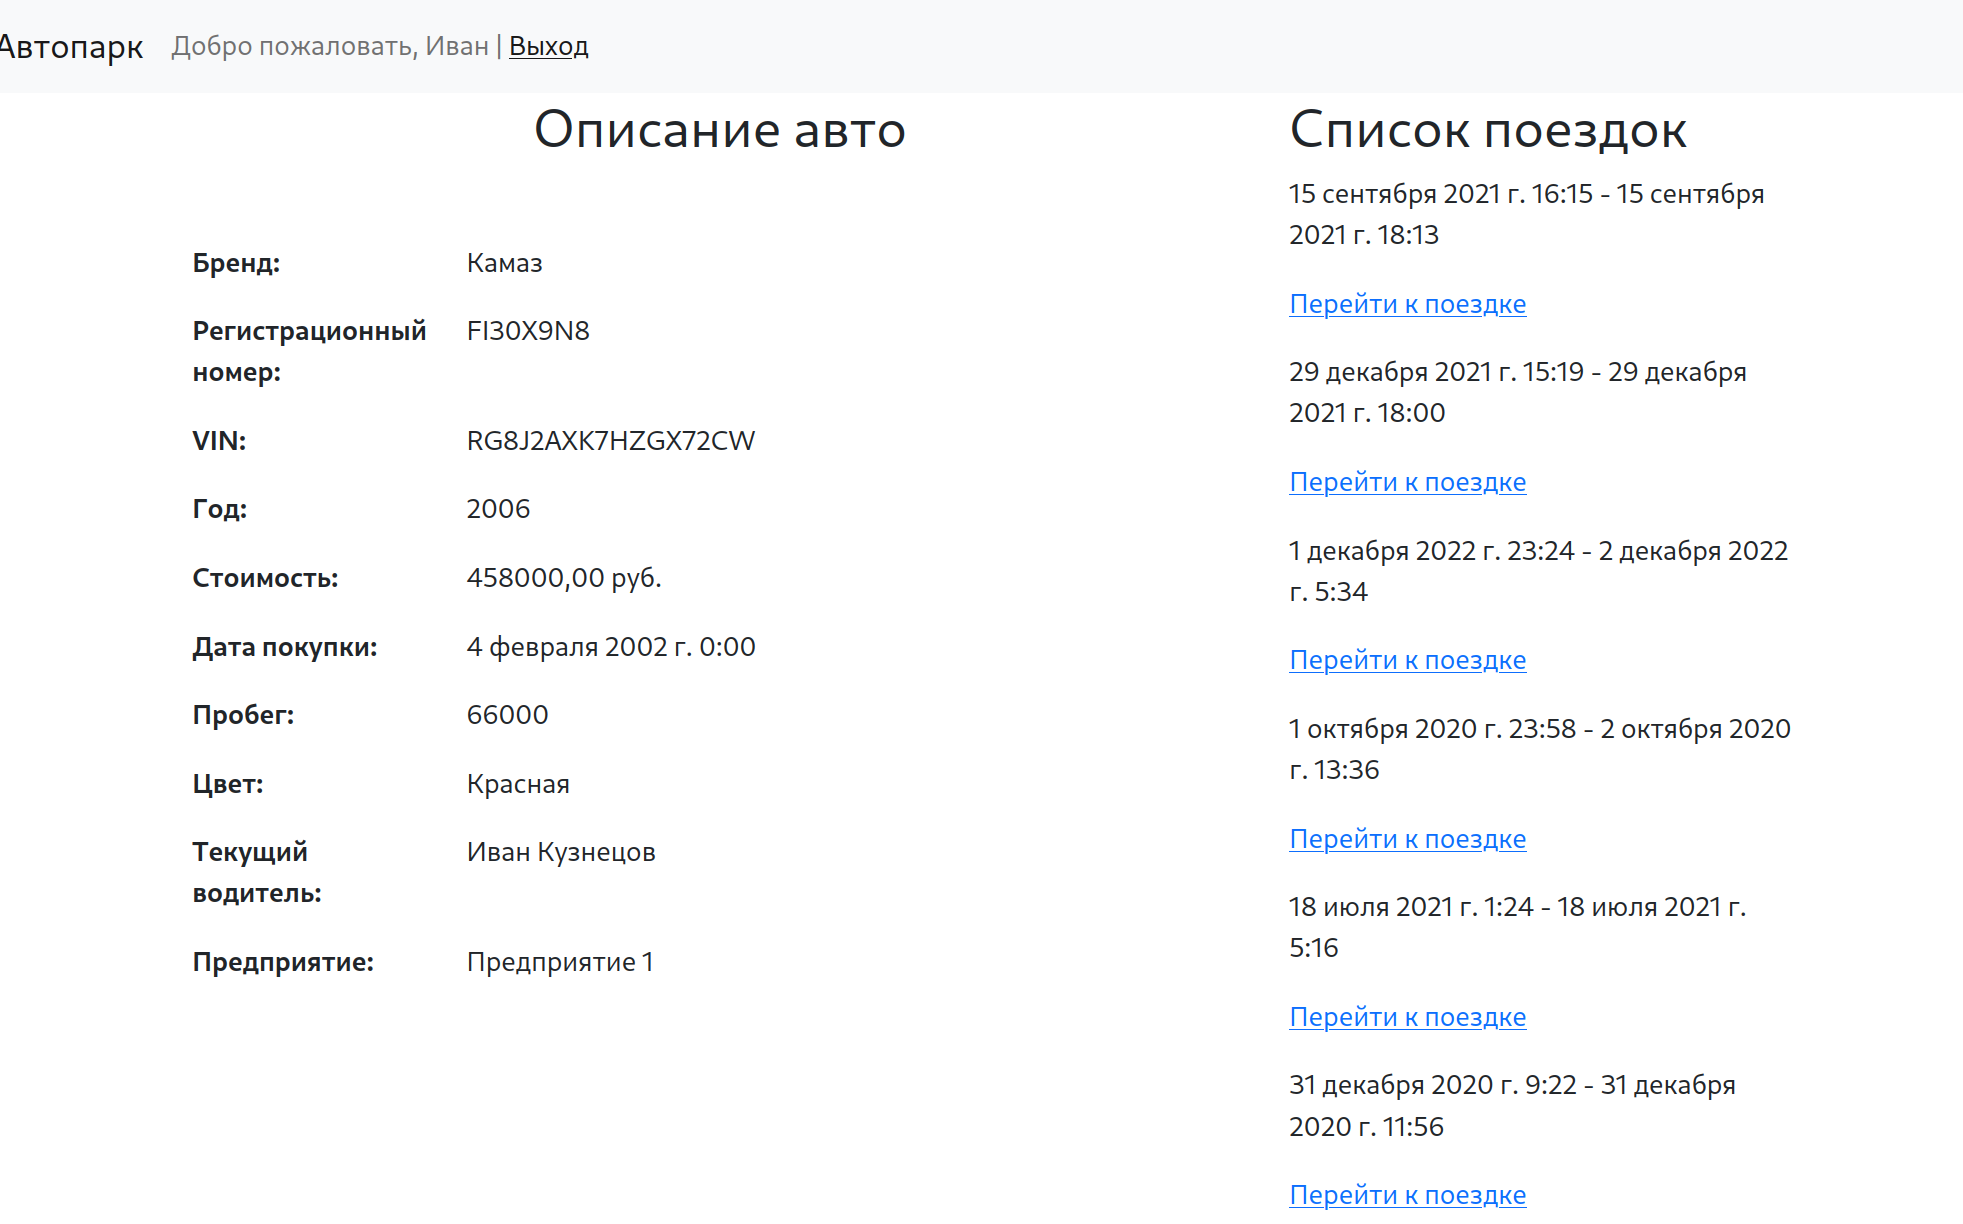 Автопарк Добро пожаловать, Иван | Выход
Описание авто
Бренд: Камаз
Регистрационный FI30X9N8
номер:
VIN: RG8J2AXK7HZGX72CW
Год: 2006
Стоимость: 458000,00 руб.
Дата покупки: 4 февраля 2002 г. 0:00
Пробег: 66000
Цвет: Красная
Текущий Иван Кузнецов
водитель:
Предприятие: Предприятие 1
Список поездок
15 сентября 2021 г. 16:15 - 15 сентября
2021 г. 18:13
Перейти к поездке
29 декабря 2021 г. 15:19 - 29 декабря
2021 г. 18:00
Перейти к поездке
1 декабря 2022 г. 23:24 - 2 декабря 2022
г. 5:34
Перейти к поездке
1 октября 2020 г. 23:58 - 2 октября 2020
г. 13:36
Перейти к поездке
18 июля 2021 г. 1:24 - 18 июля 2021 г.
5:16
Перейти к поездке
31 декабря 2020 г. 9:22 - 31 декабря
2020 г. 11:56
Перейти к поездке